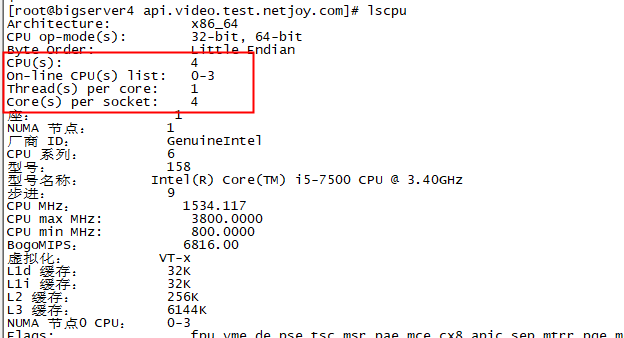 [root@bigserver4 api.video.test.netjoy.com]# lscpu
Architecture: x86_64
CPU op-mode(s): 32-bit, 64-bit
Byte Order: Little Endian
CPU(s): 4
On-line CPU(s) list: 0-3
Thread(s) per core: 1
Core(s) per socket: 4
座： 1
NUMA 节点： 1
厂商 ID： GenuineIntel
CPU 系列： 6
型号： 158
型号名称： Intel(R) Core(TM) i5-7500 CPU @ 3.40GHz
步进： 9
CPU MHz： 1534.117
CPU max MHz: 3800.0000
CPU min MHz: 800.0000
BogoMIPS： 6816.00
虚拟化： VT-x
L1d 缓存： 32K
L1i 缓存： 32K
L2 缓存： 256K
L3 缓存： 6144K
NUMA 节点0 CPU： 0-3
Flags: fpu vme de pse tsc msr pae mce cx8 apic sep mtrr pge m